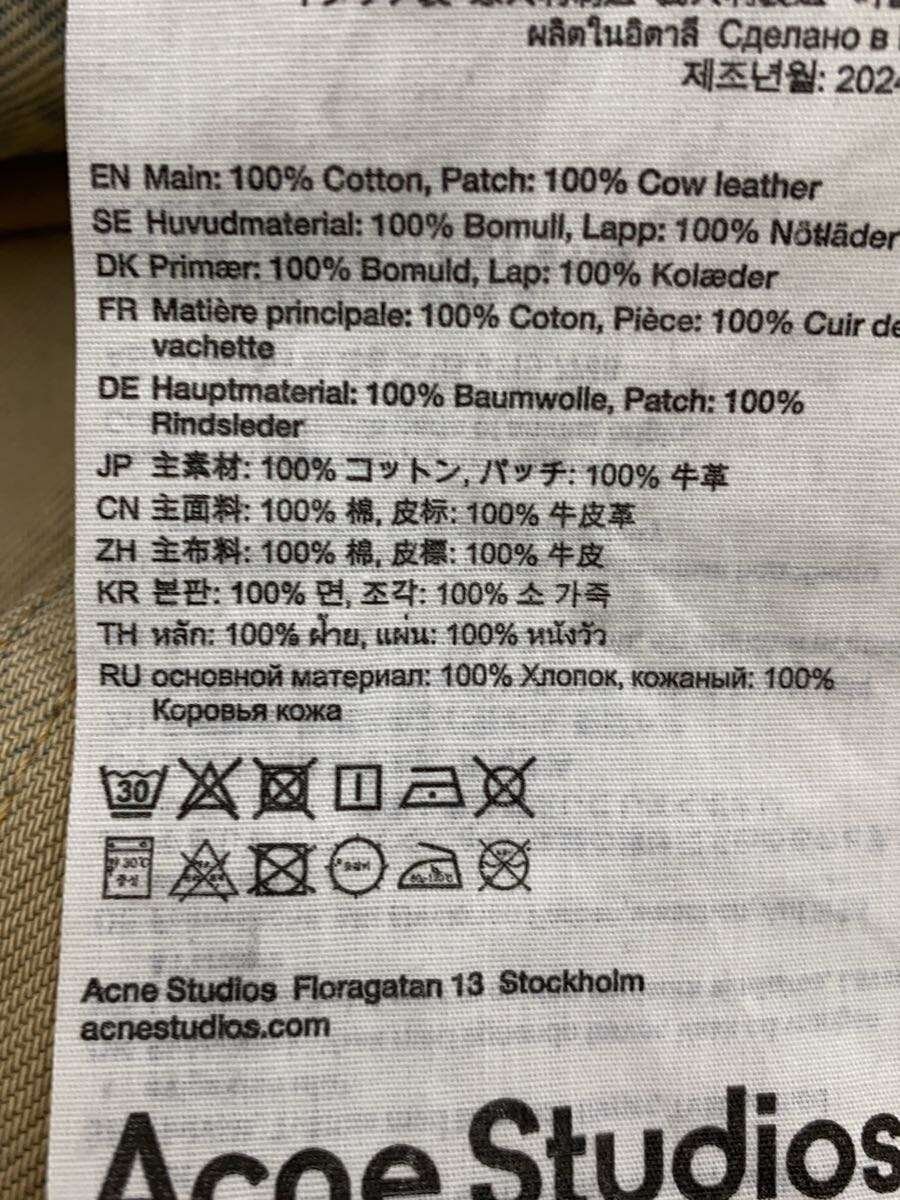 ผลิตในอิตาลี Сделано в
제조년월: 2024
EN Main: 100% Cotton, Patch: 100% Cow leather
SE Huvudmaterial: 100% Bomull, Lapp: 100% Nötläder
DK Primær: 100% Bomuld, Lap: 100% Kolæder
FR Matière principale: 100% Coton, Pièce: 100% Cuir de
vachette
DE Hauptmaterial: 100% Baumwolle, Patch: 100%
Rindsleder
JP 主素材: 100% コットン, パッチ: 100% 牛革
CN 主面料: 100% 棉, 皮标: 100% 牛皮革
ZH 主布料: 100% 棉, 皮標: 100% 牛皮
KR 본판: 100% 면, 조각: 100% 소 가죽
TH หลัก: 100% ฝ้าย, แผ่น: 100% หนังวัว
RU основной материал: 100% Хлопок, кожаный: 100%
Коровья кожа
30
약 30℃
중성
Acne Studios Floragatan 13 Stockholm
acnestudios.com
Acne Studios